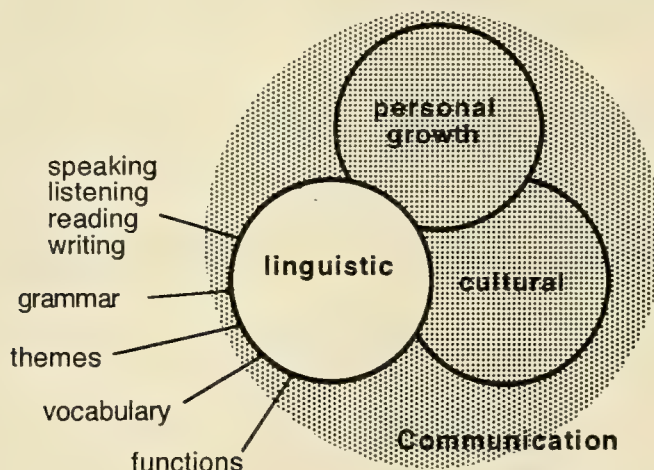 personal
growth
speaking
listening
reading
writing
linguistic
cultural
grammar
themes
vocabulary
functions
Communication